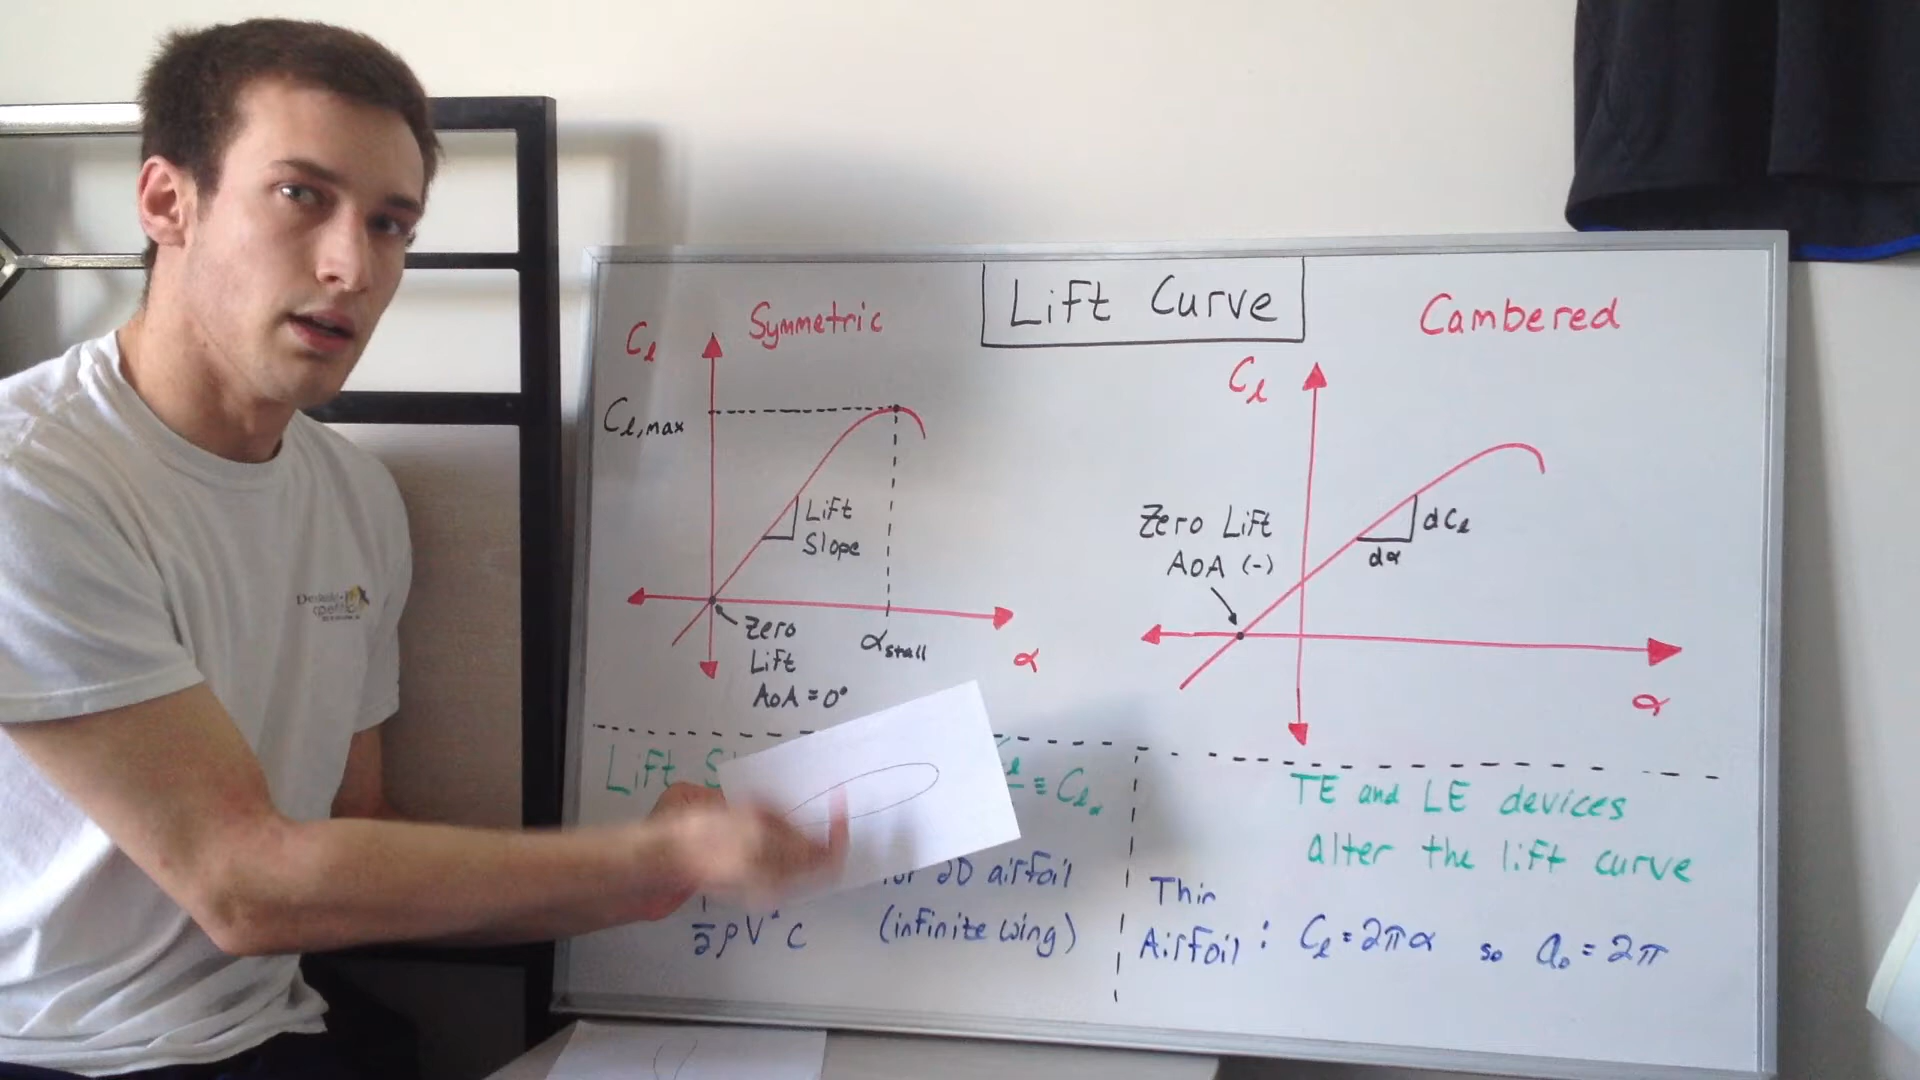 Lift Curve
Symmetric
Cℓ
Cℓ,max
Lift
Slope
Zero
Lift
AoA = 0°
αstall
α
Cambered
Cℓ
Zero Lift
AoA (-)
dCℓ
dα
α
Lift
≡ Cℓα
2D airfoil
½ρV²c
(infinite wing)
TE and LE devices
alter the lift curve
Thin
Airfoil : Cℓ = 2πα so a₀ = 2π